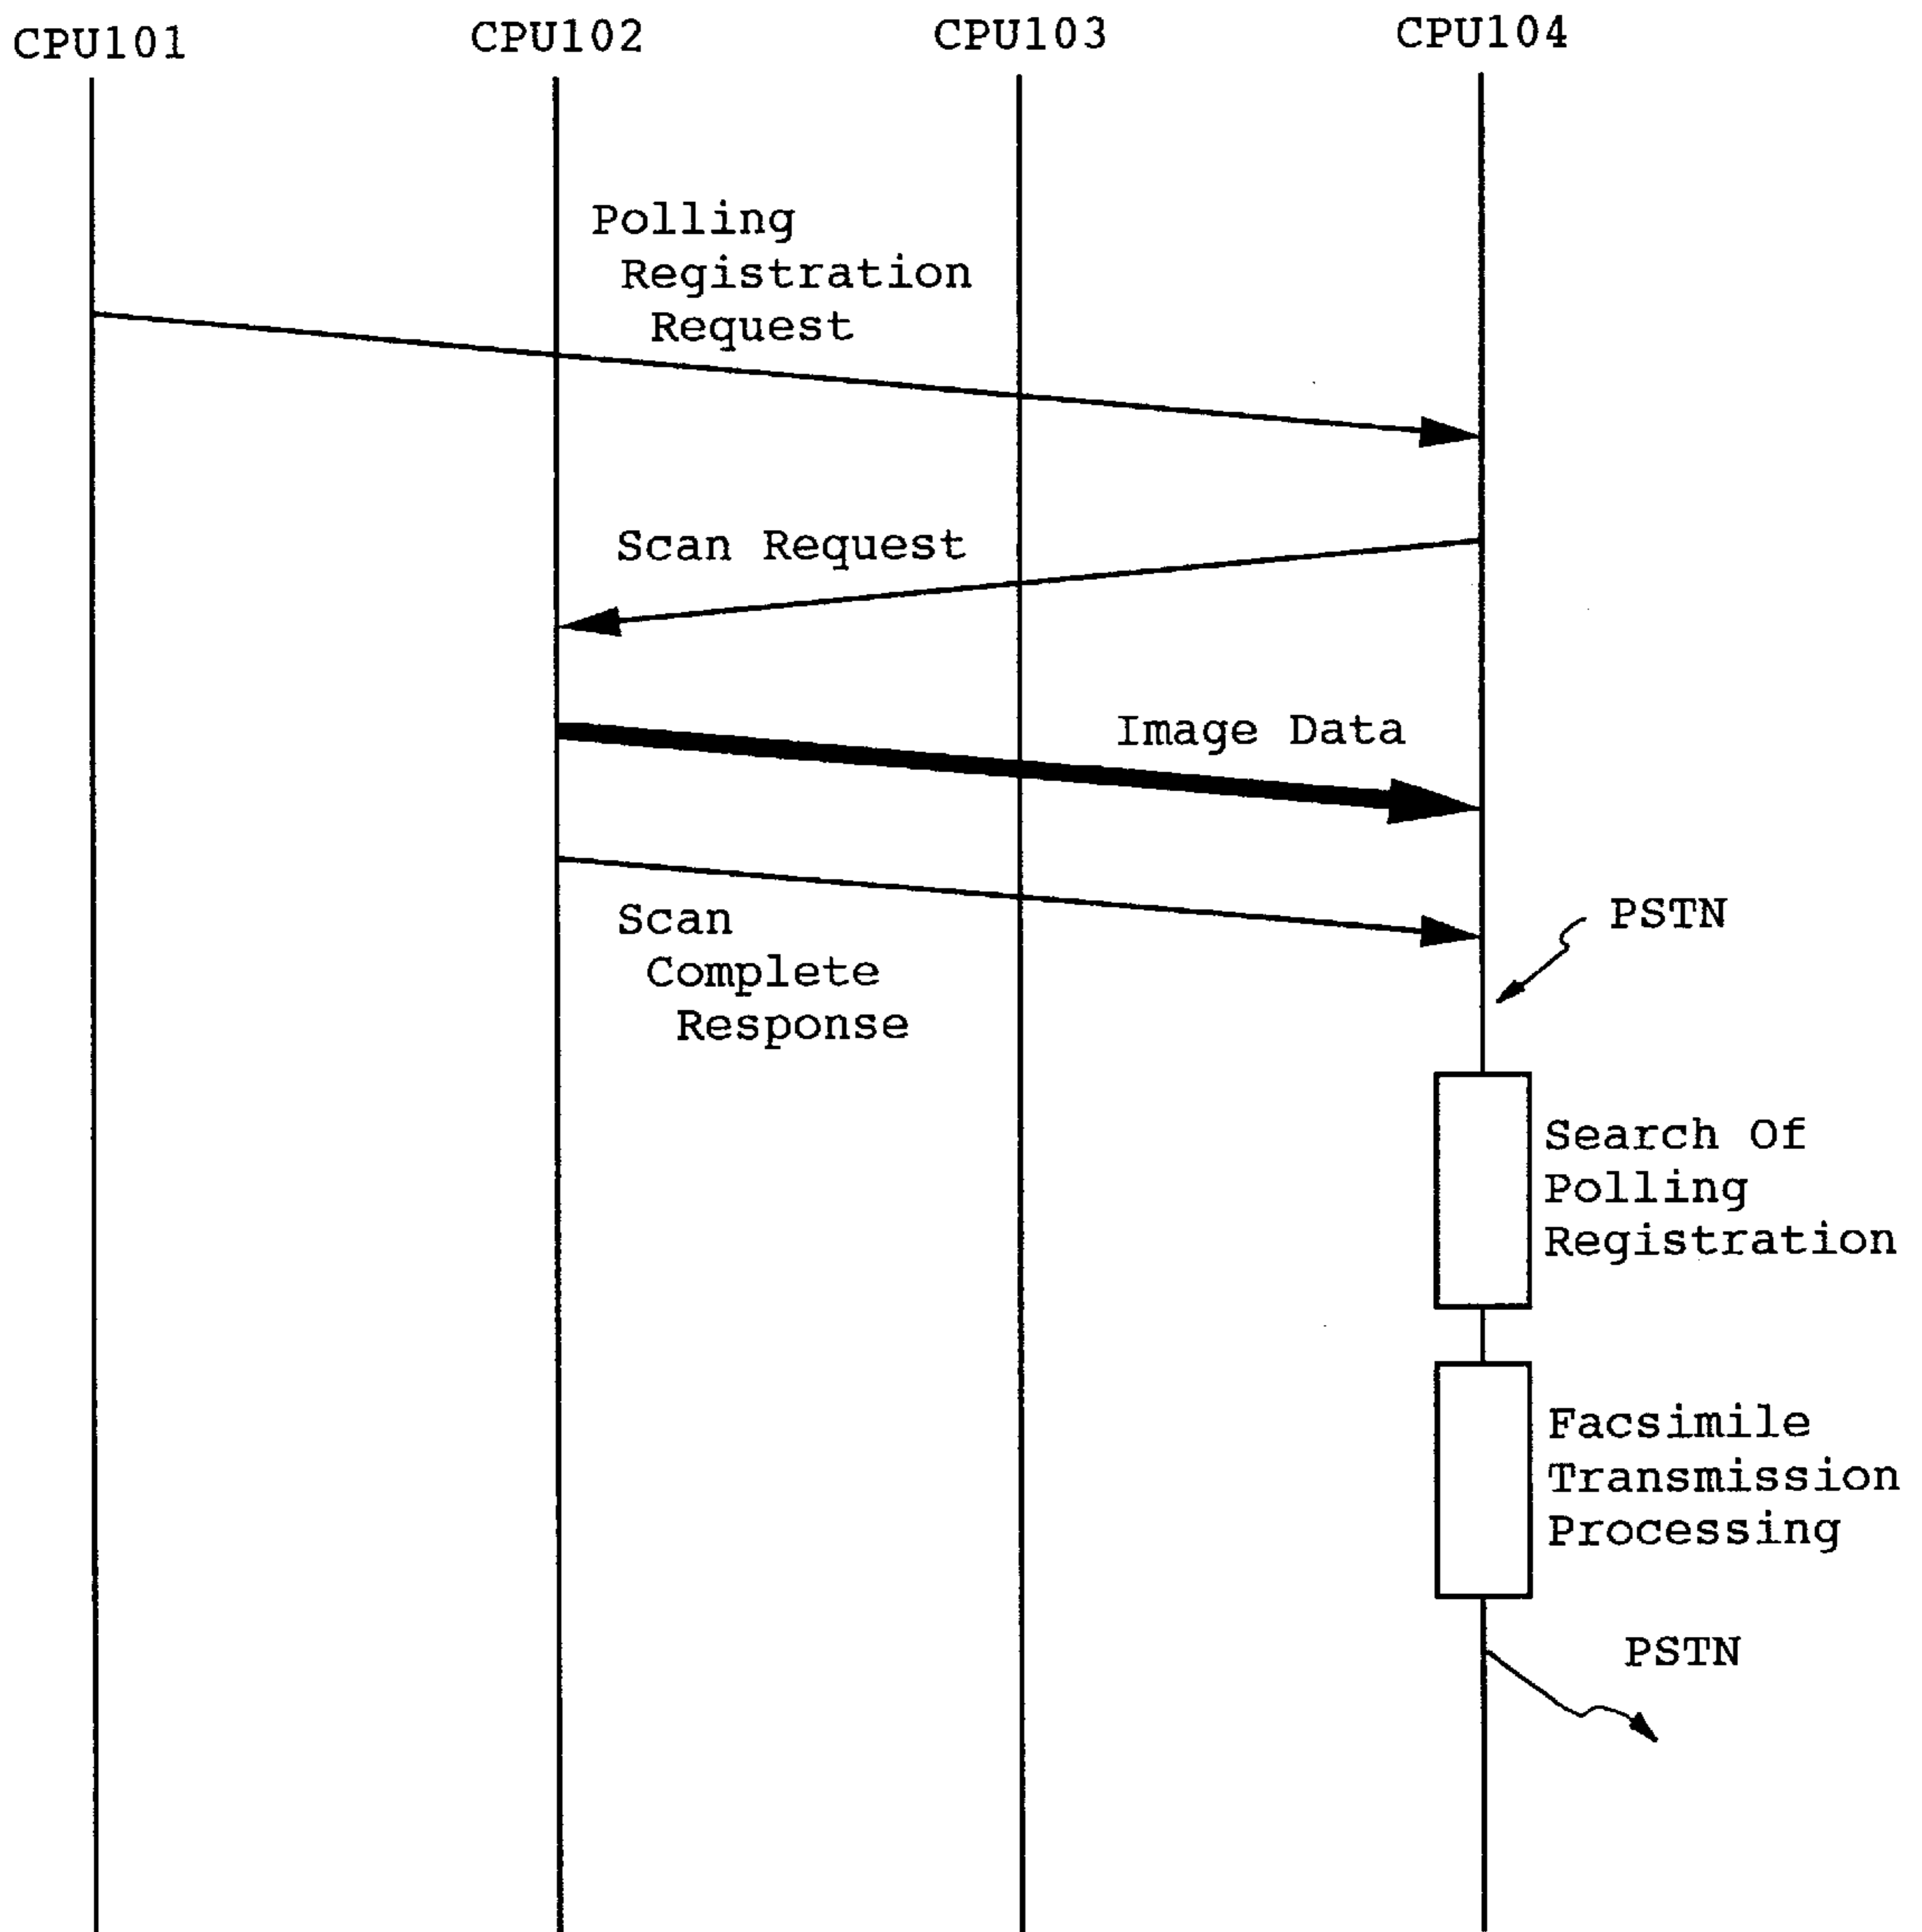 CPU101 CPU102 CPU103 CPU104
Polling
Registration
Request
Scan Request
Image Data
Scan
Complete
Response
PSTN
Search Of
Polling
Registration
Facsimile
Transmission
Processing
PSTN